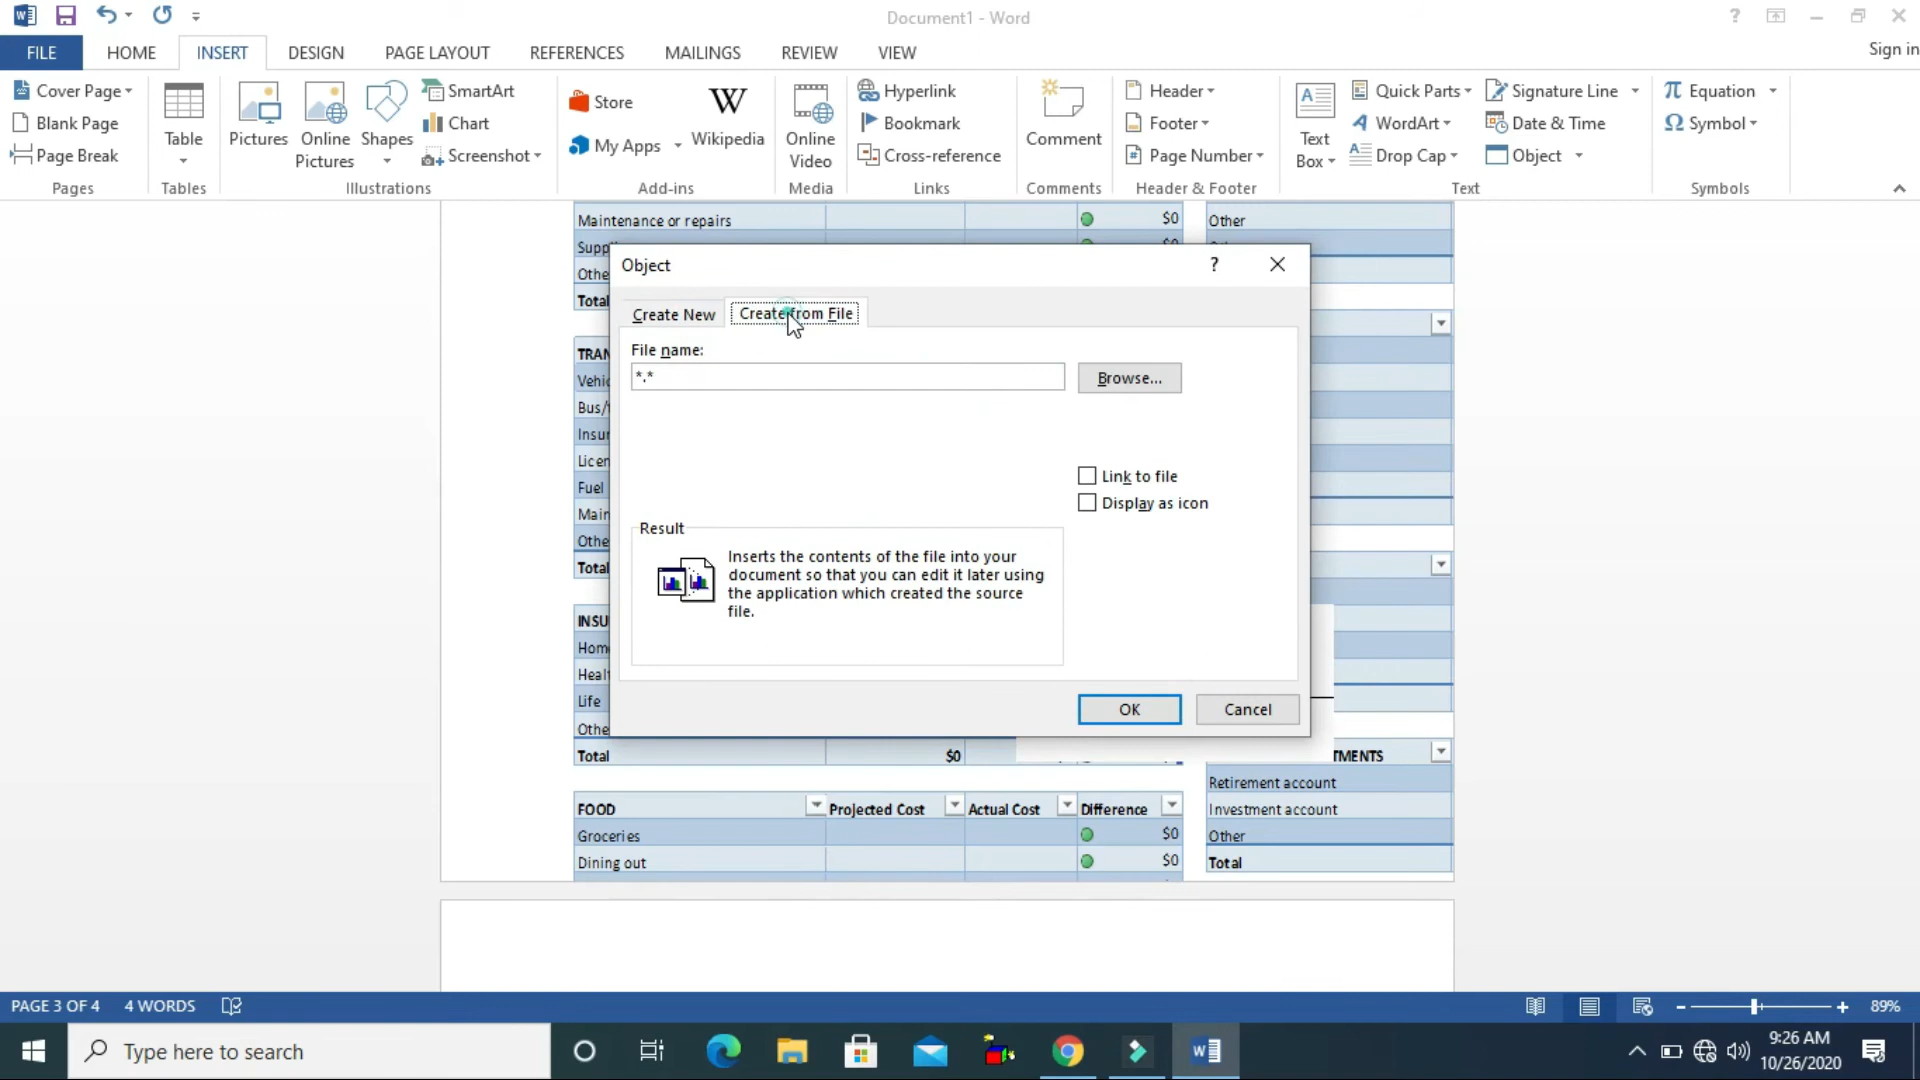 Document1 - Word
?
FILE HOME INSERT DESIGN PAGE LAYOUT REFERENCES MAILINGS REVIEW VIEW
Sign in
Cover Page
Blank Page
Page Break
Pages
Table
Tables
Pictures
Online
Pictures
Shapes
SmartArt
Chart
Screenshot
Illustrations
Store
My Apps
W
Wikipedia
Add-ins
Online
Video
Media
Hyperlink
Bookmark
Cross-reference
Links
Comment
Comments
Header
Footer
Page Number
Header & Footer
Text
Box
Quick Parts
WordArt
Drop Cap
Signature Line
Date & Time
Object
Text
Equation
Symbol
Symbols
Maintenance or repairs $0 Other
Total
Object
?
Create New Create from File
File name:
*.*
Browse...
Link to file
Display as icon
Result
Inserts the contents of the file into your
document so that you can edit it later using
the application which created the source
file.
OK Cancel
Fuel
Total
Life
Total $0
FOOD Projected Cost Actual Cost Difference
Groceries $0
Dining out $0
Retirement account
Investment account
Other
Total
PAGE 3 OF 4 4 WORDS
89%
Type here to search
9:26 AM
10/26/2020